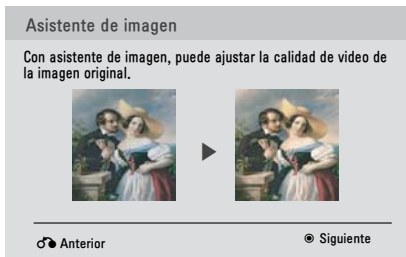 Asistente de imagen
Con asistente de imagen, puede ajustar la calidad de video de
la imagen original.
Anterior
Siguiente